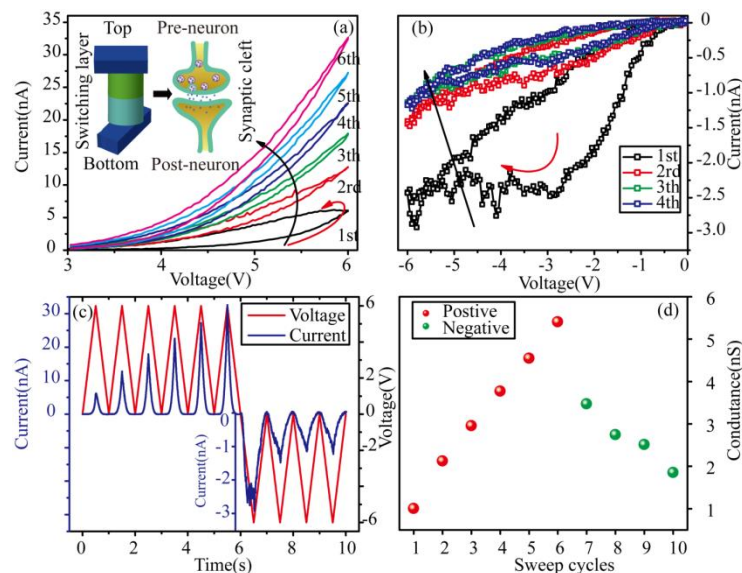 (a)
Current(nA)
35
30
25
20
15
10
5
0
3
4
5
6
Voltage(V)
Top
Switching layer
Bottom
Pre-neuron
Synaptic cleft
Post-neuron
6th
5th
4th
3th
2rd
1st
(b)
Current(nA)
0
-0.5
-1.0
-1.5
-2.0
-2.5
-3.0
-6
-5
-4
-3
-2
-1
0
Voltage(V)
1st
2rd
3th
4th
(c)
Current(nA)
30
20
10
0
Voltage
Current
Voltage(V)
6
4
2
0
-2
-4
-6
Current(nA)
0
-1
-2
-3
0
2
4
6
8
10
Time(s)
(d)
Postive
Negative
Condutance(nS)
6
5
4
3
2
1
1 2 3 4 5 6 7 8 9 10
Sweep cycles